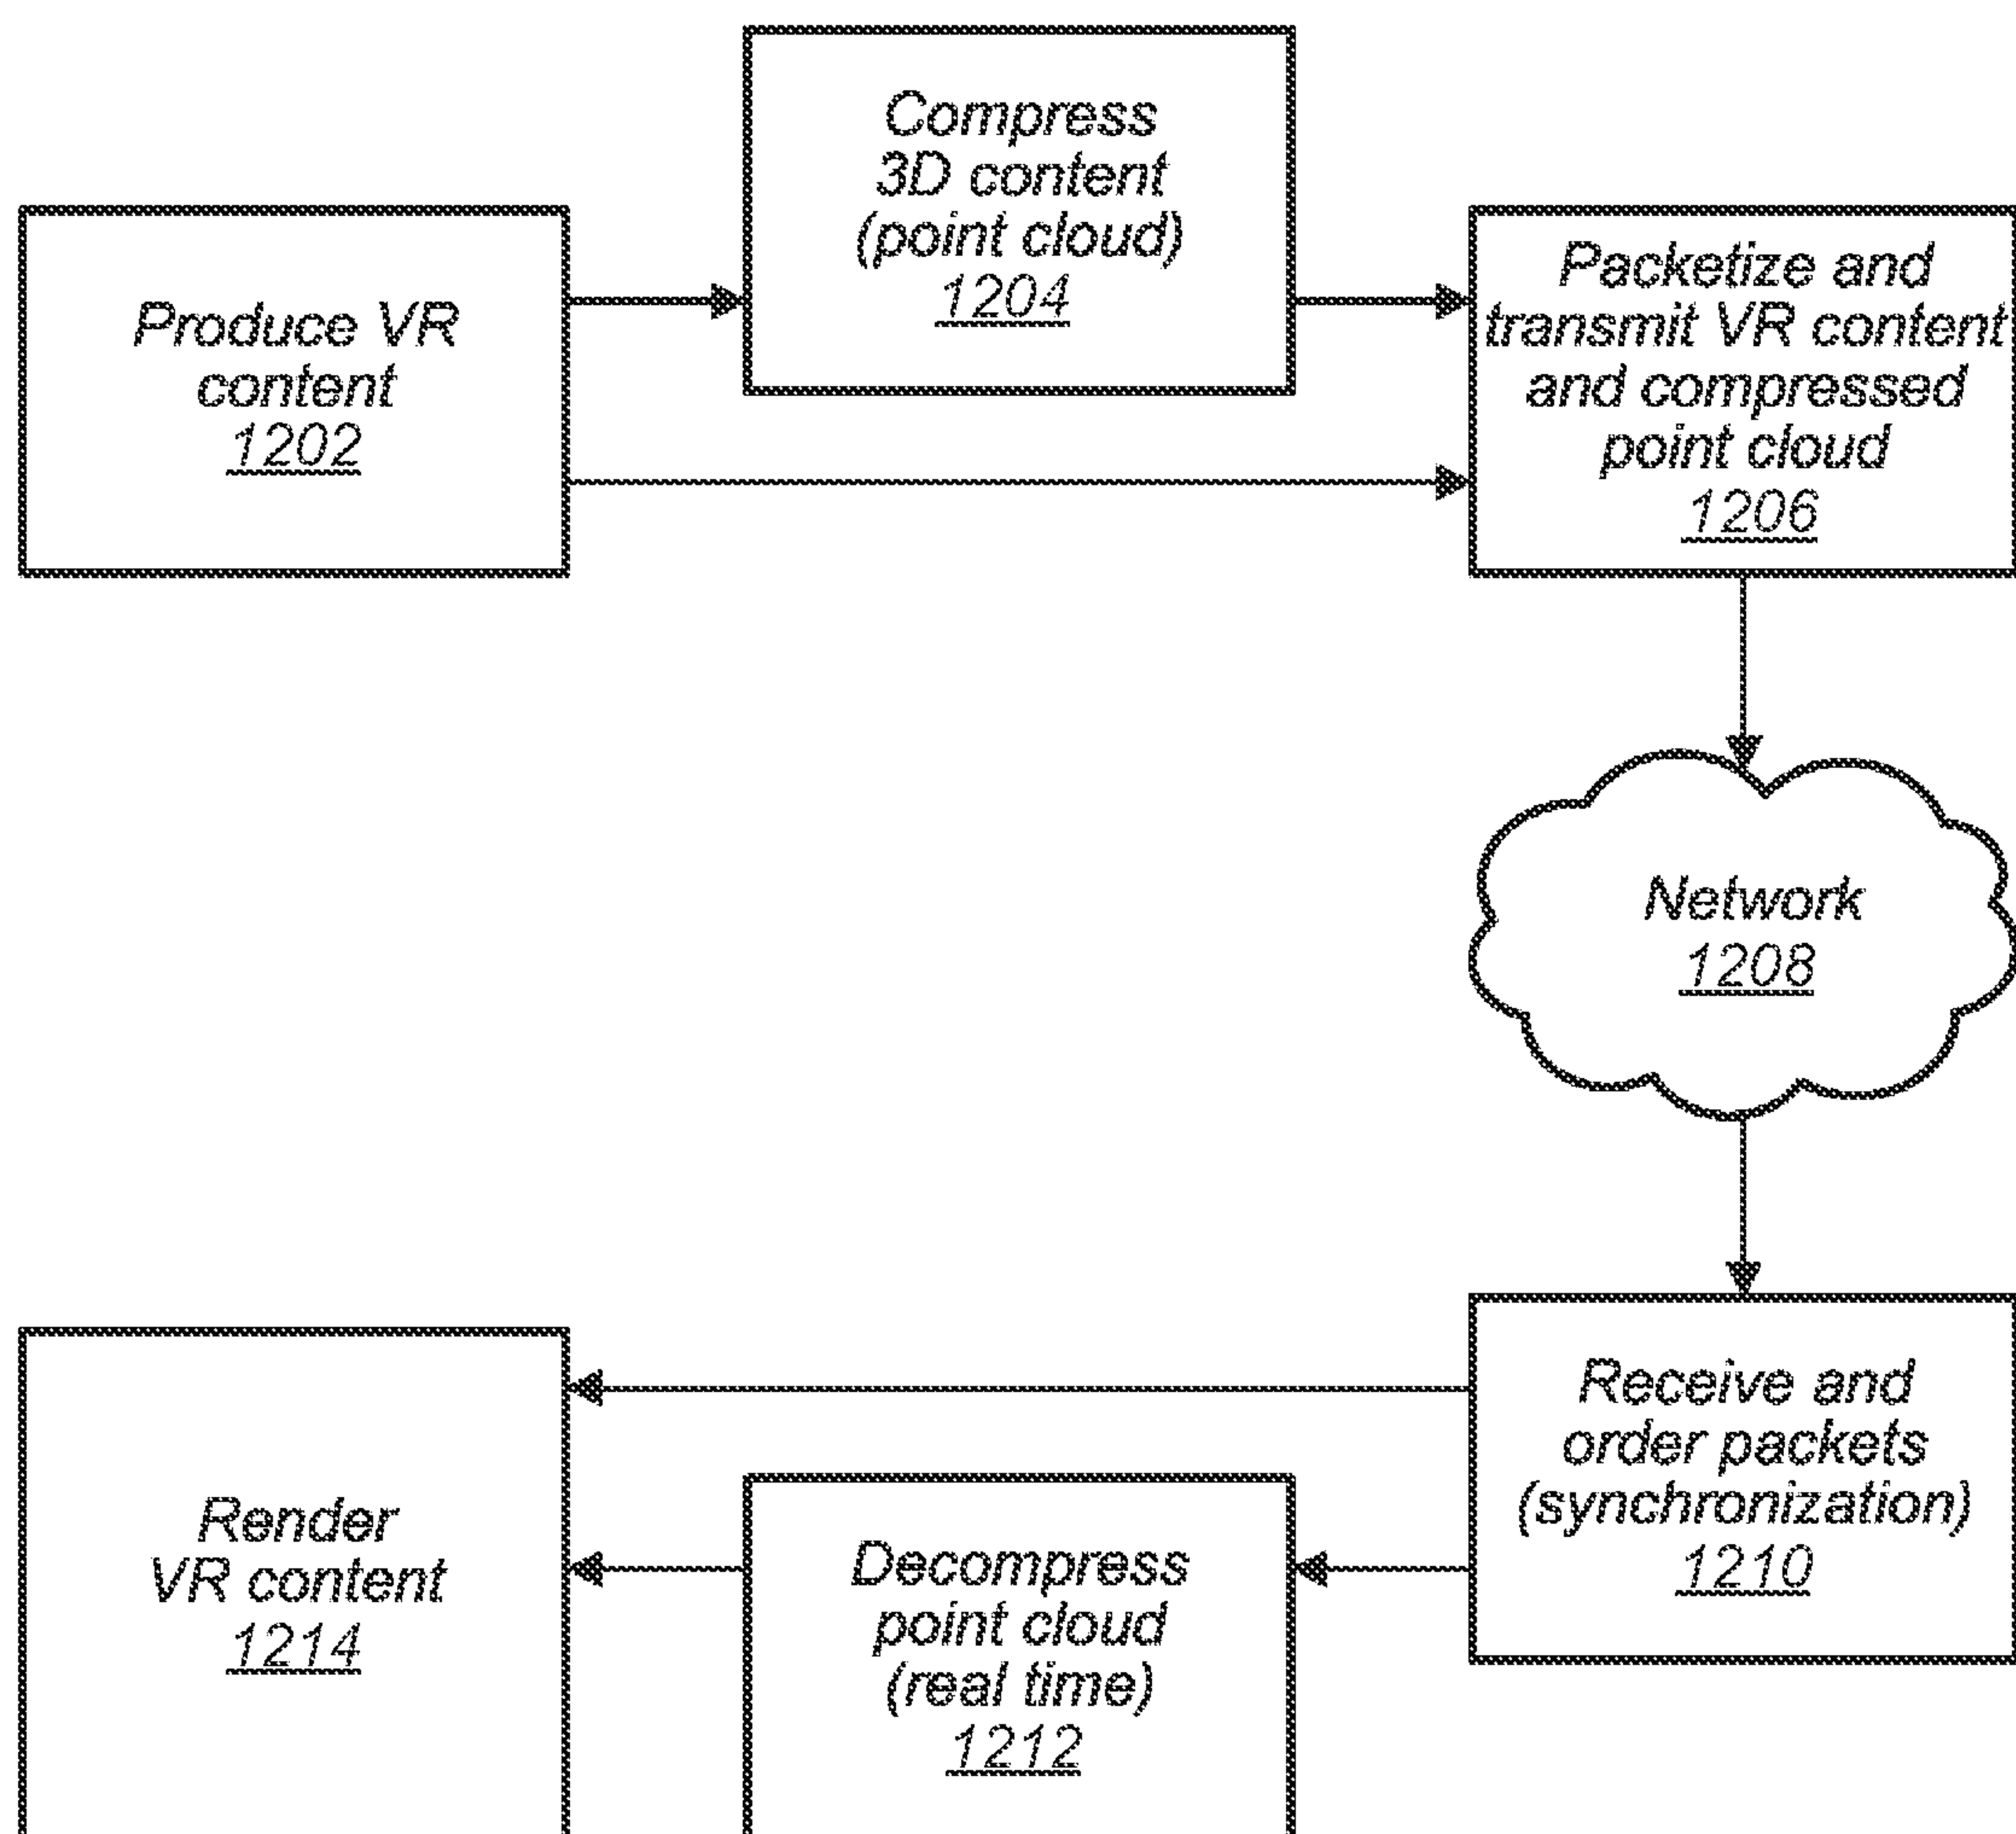 Compress
3D content
(point cloud)
1204
Produce VR
content
1202
Packetize and
transmit VR content
and compressed
point cloud
1206
Network
1208
Receive and
order packets
(synchronization)
1210
Decompress
point cloud
(real time)
1212
Render
VR content
1214